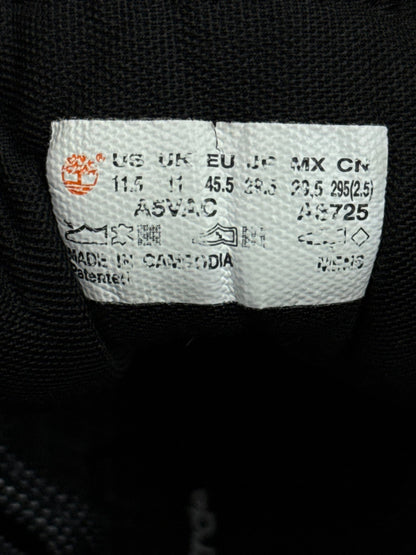 US UK EU JP MX CN
11.5 11 45.5 29.5 29.5 295(2.5)
A5VAC A8725
MADE IN CAMBODIA MENS
Patented